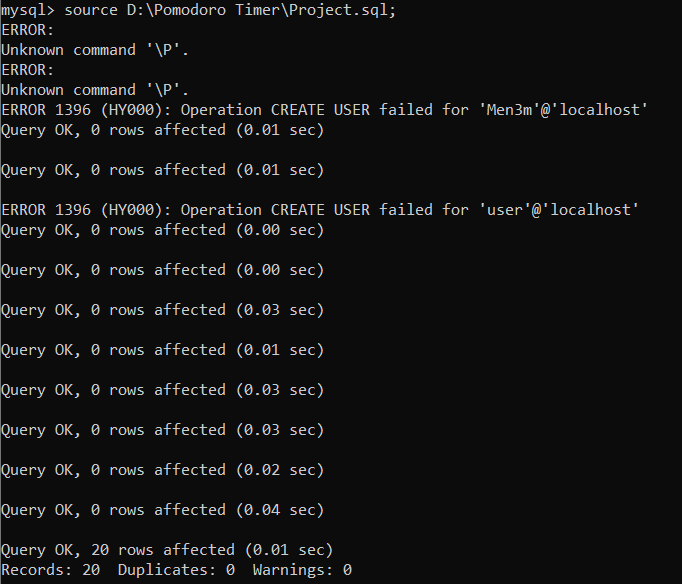 mysql> source D:\Pomodoro Timer\Project.sql;
ERROR:
Unknown command '\P'.
ERROR:
Unknown command '\P'.
ERROR 1396 (HY000): Operation CREATE USER failed for 'Men3m'@'localhost'
Query OK, 0 rows affected (0.01 sec)
Query OK, 0 rows affected (0.01 sec)
ERROR 1396 (HY000): Operation CREATE USER failed for 'user'@'localhost'
Query OK, 0 rows affected (0.00 sec)
Query OK, 0 rows affected (0.00 sec)
Query OK, 0 rows affected (0.03 sec)
Query OK, 0 rows affected (0.01 sec)
Query OK, 0 rows affected (0.03 sec)
Query OK, 0 rows affected (0.03 sec)
Query OK, 0 rows affected (0.02 sec)
Query OK, 0 rows affected (0.04 sec)
Query OK, 20 rows affected (0.01 sec)
Records: 20  Duplicates: 0  Warnings: 0